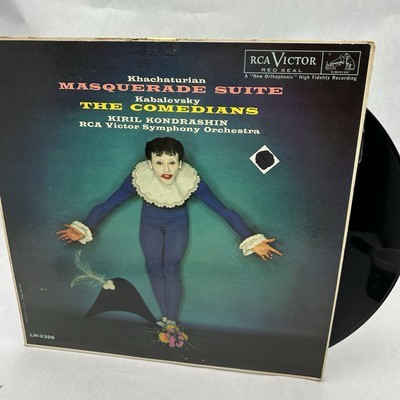 RCA VICTOR
RED SEAL
A "New Orthophonic" High Fidelity Recording
Khachaturian
MASQUERADE SUITE
Kabalevsky
THE COMEDIANS
KIRIL KONDRASHIN
RCA Victor Symphony Orchestra
LM-2398